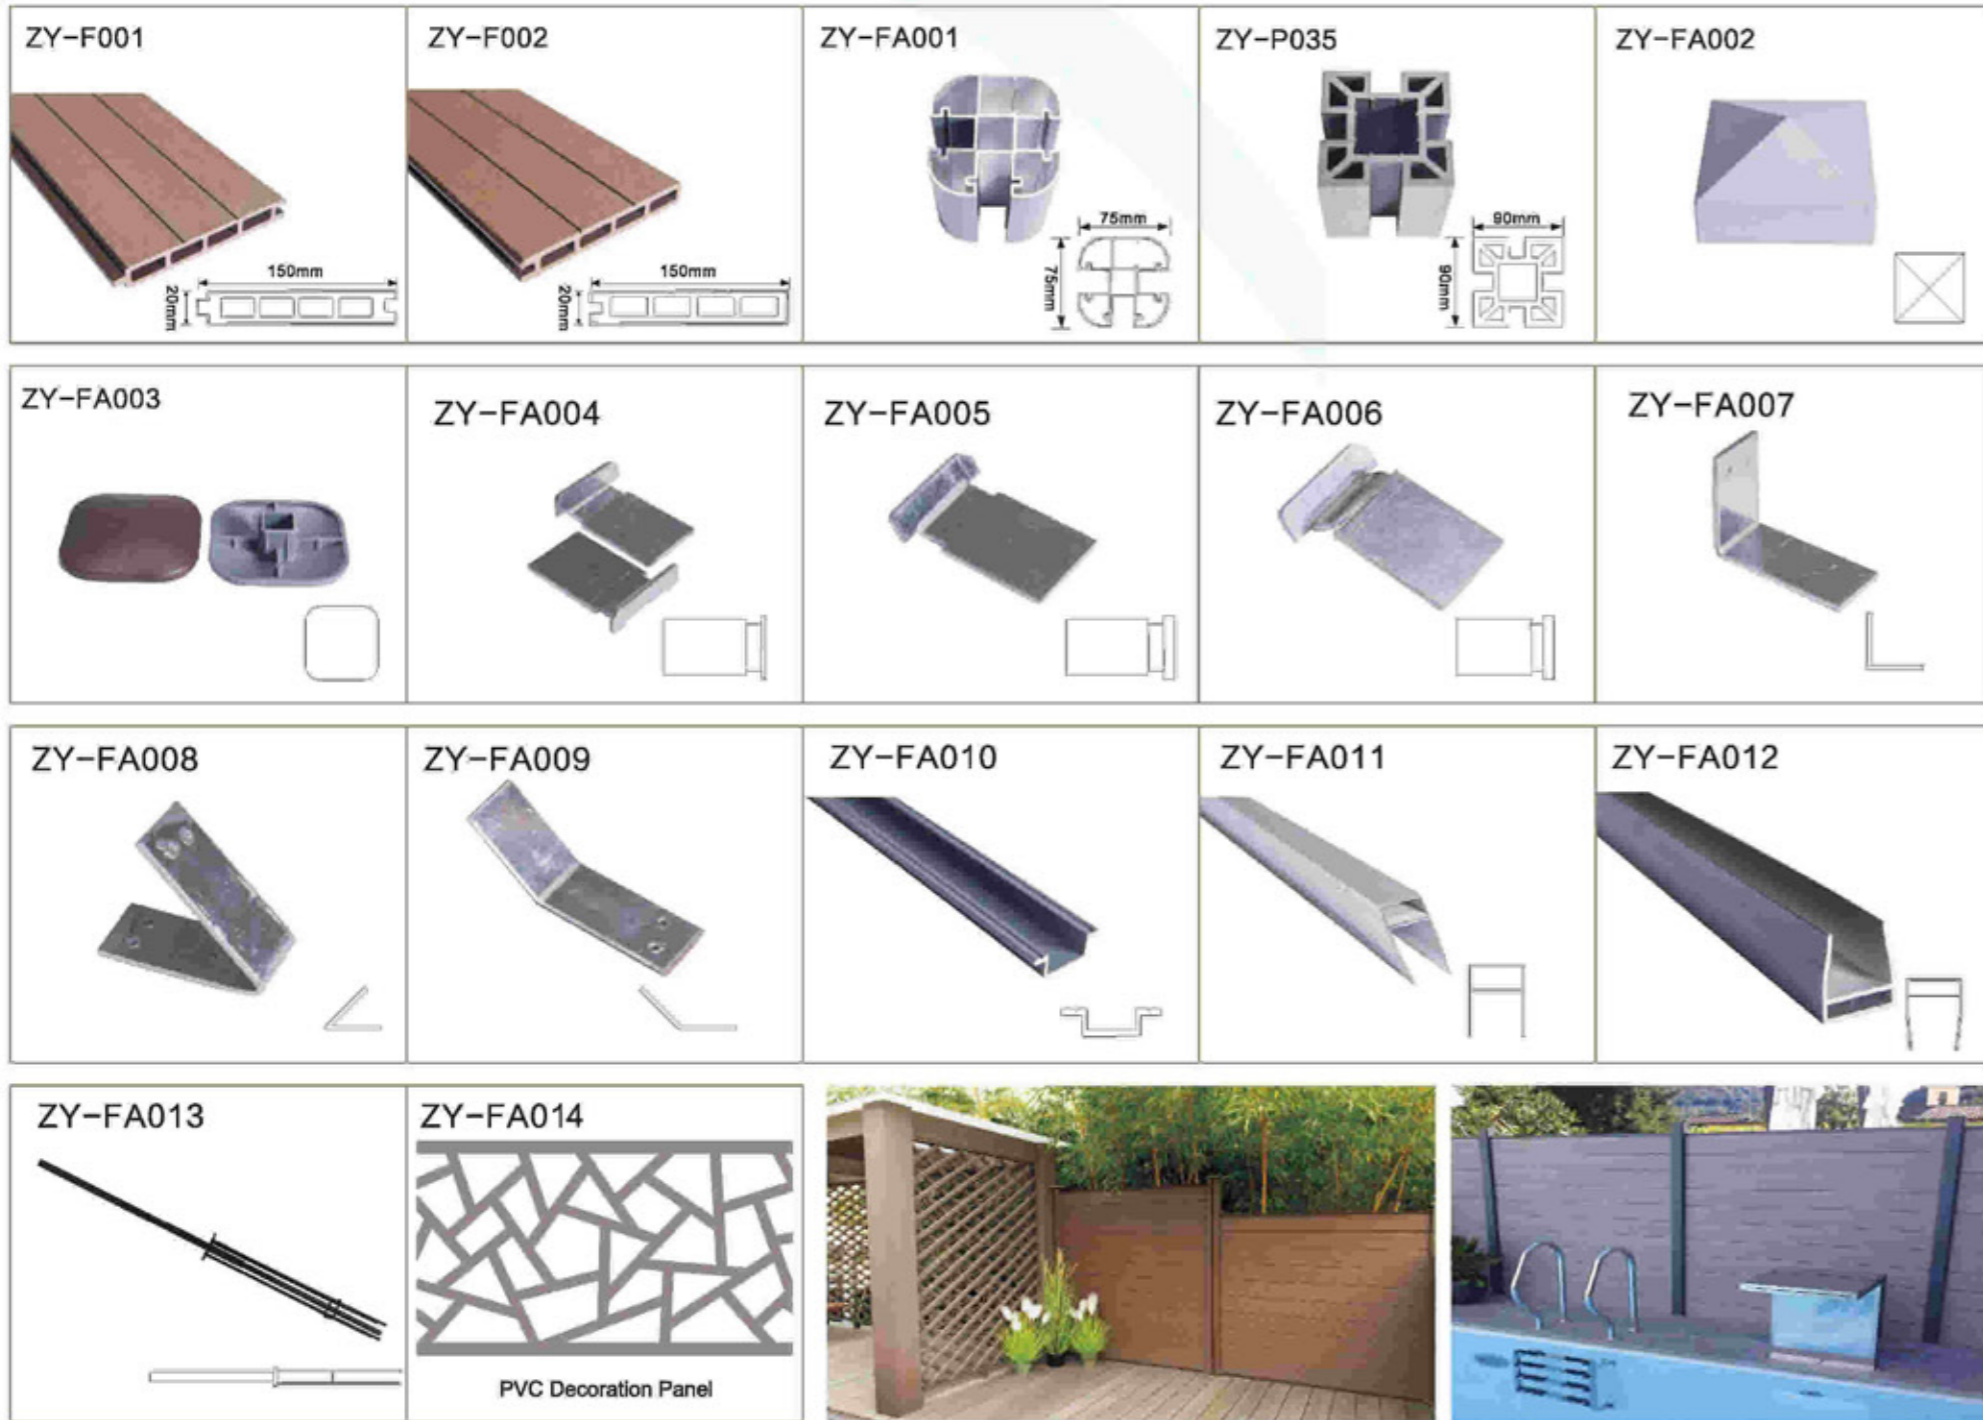 ZY-F001
150mm
20mm
ZY-F002
150mm
20mm
ZY-FA001
75mm
75mm
ZY-P035
90mm
90mm
ZY-FA002
ZY-FA003
ZY-FA004
ZY-FA005
ZY-FA006
ZY-FA007
ZY-FA008
ZY-FA009
ZY-FA010
ZY-FA011
ZY-FA012
ZY-FA013
ZY-FA014
PVC Decoration Panel